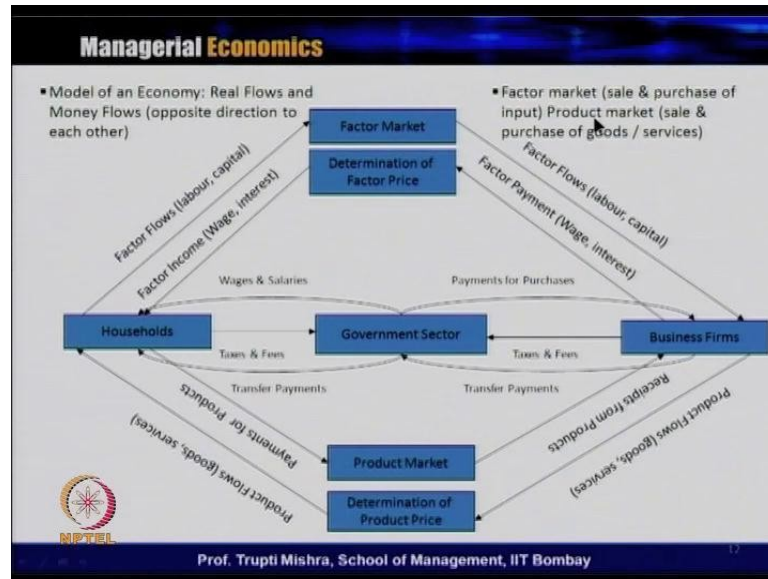 Managerial Economics
▪ Model of an Economy: Real Flows and
Money Flows (opposite direction to
each other)
▪ Factor market (sale & purchase of
input) Product market (sale &
purchase of goods / services)
Factor Market
Determination of
Factor Price
Factor Flows (labour, capital)
Factor Income (Wage, interest)
Factor Flows (labour, capital)
Factor Payment (Wage, interest)
Wages & Salaries
Payments for Purchases
Households
Government Sector
Business Firms
Taxes & Fees
Taxes & Fees
Transfer Payments
Transfer Payments
Payments for Products
Product Flows (goods, services)
Receipts from Products
Product Flows (goods, services)
Product Market
Determination of
Product Price
NPTEL
Prof. Trupti Mishra, School of Management, IIT Bombay
12